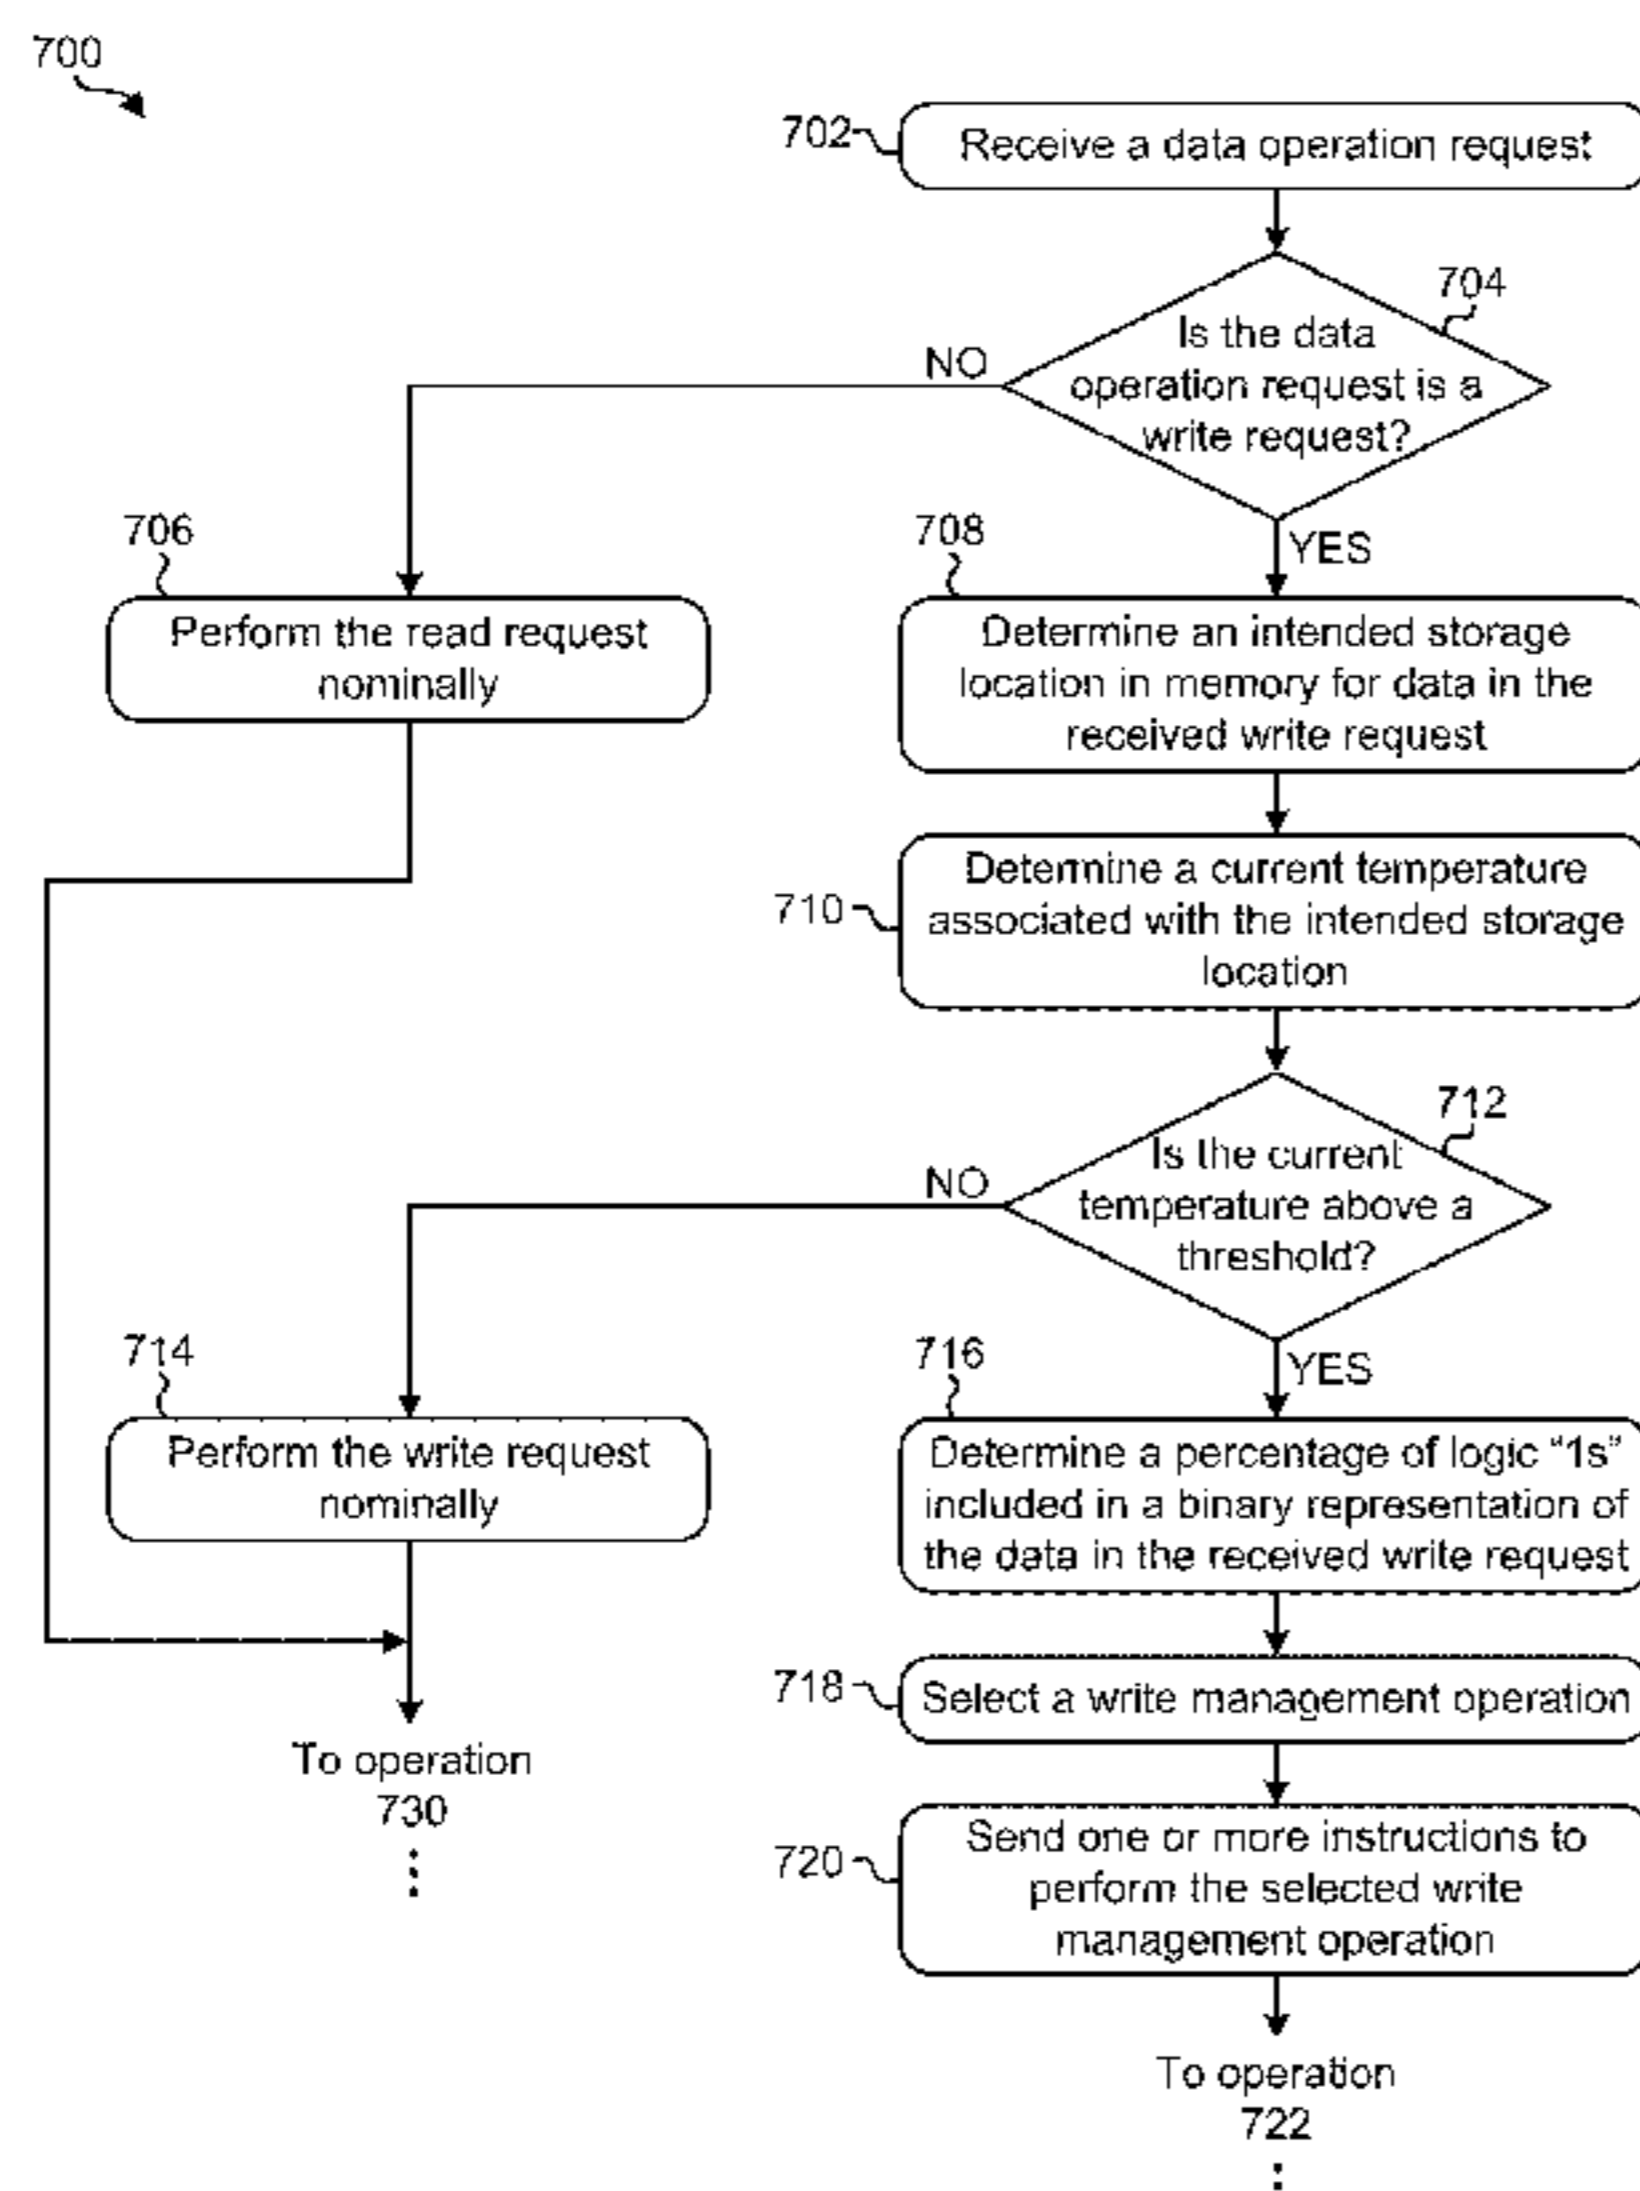 700
702
Receive a data operation request
704
Is the data
operation request is a
write request?
NO
YES
706
Perform the read request
nominally
708
Determine an intended storage
location in memory for data in the
received write request
710
Determine a current temperature
associated with the intended storage
location
712
Is the current
temperature above a
threshold?
NO
YES
714
Perform the write request
nominally
716
Determine a percentage of logic “1s”
included in a binary representation of
the data in the received write request
718
Select a write management operation
To operation
730
720
Send one or more instructions to
perform the selected write
management operation
To operation
722